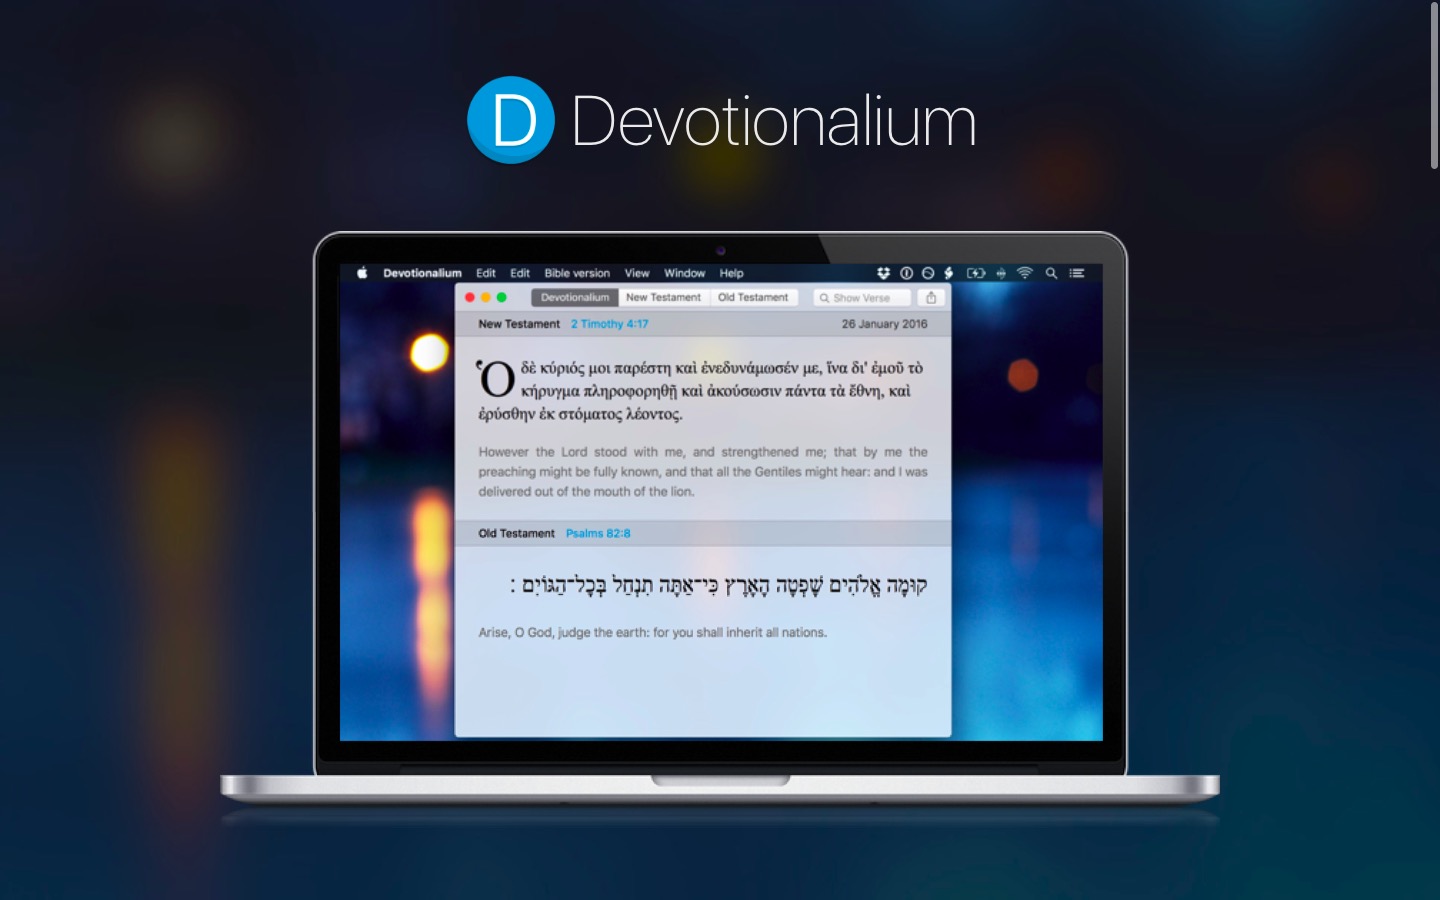 D Devotionalium
Devotionalium Edit Edit Bible version View Window Help
Devotionalium New Testament Old Testament Show Verse
New Testament 2 Timothy 4:17 26 January 2016
Ὁ δὲ κύριός μοι παρέστη καὶ ἐνεδυνάμωσέν με, ἵνα δι' ἐμοῦ τὸ
κήρυγμα πληροφορηθῇ καὶ ἀκούσωσιν πάντα τὰ ἔθνη, καὶ
ἐρύσθην ἐκ στόματος λέοντος.
However the Lord stood with me, and strengthened me; that by me the
preaching might be fully known, and that all the Gentiles might hear: and I was
delivered out of the mouth of the lion.
Old Testament Psalms 82:8
קוּמָה אֱלֹהִים שָׁפְטָה הָאָרֶץ כִּי־אַתָּה תִנְחַל בְּכָל־הַגּוֹיִם :
Arise, O God, judge the earth: for you shall inherit all nations.